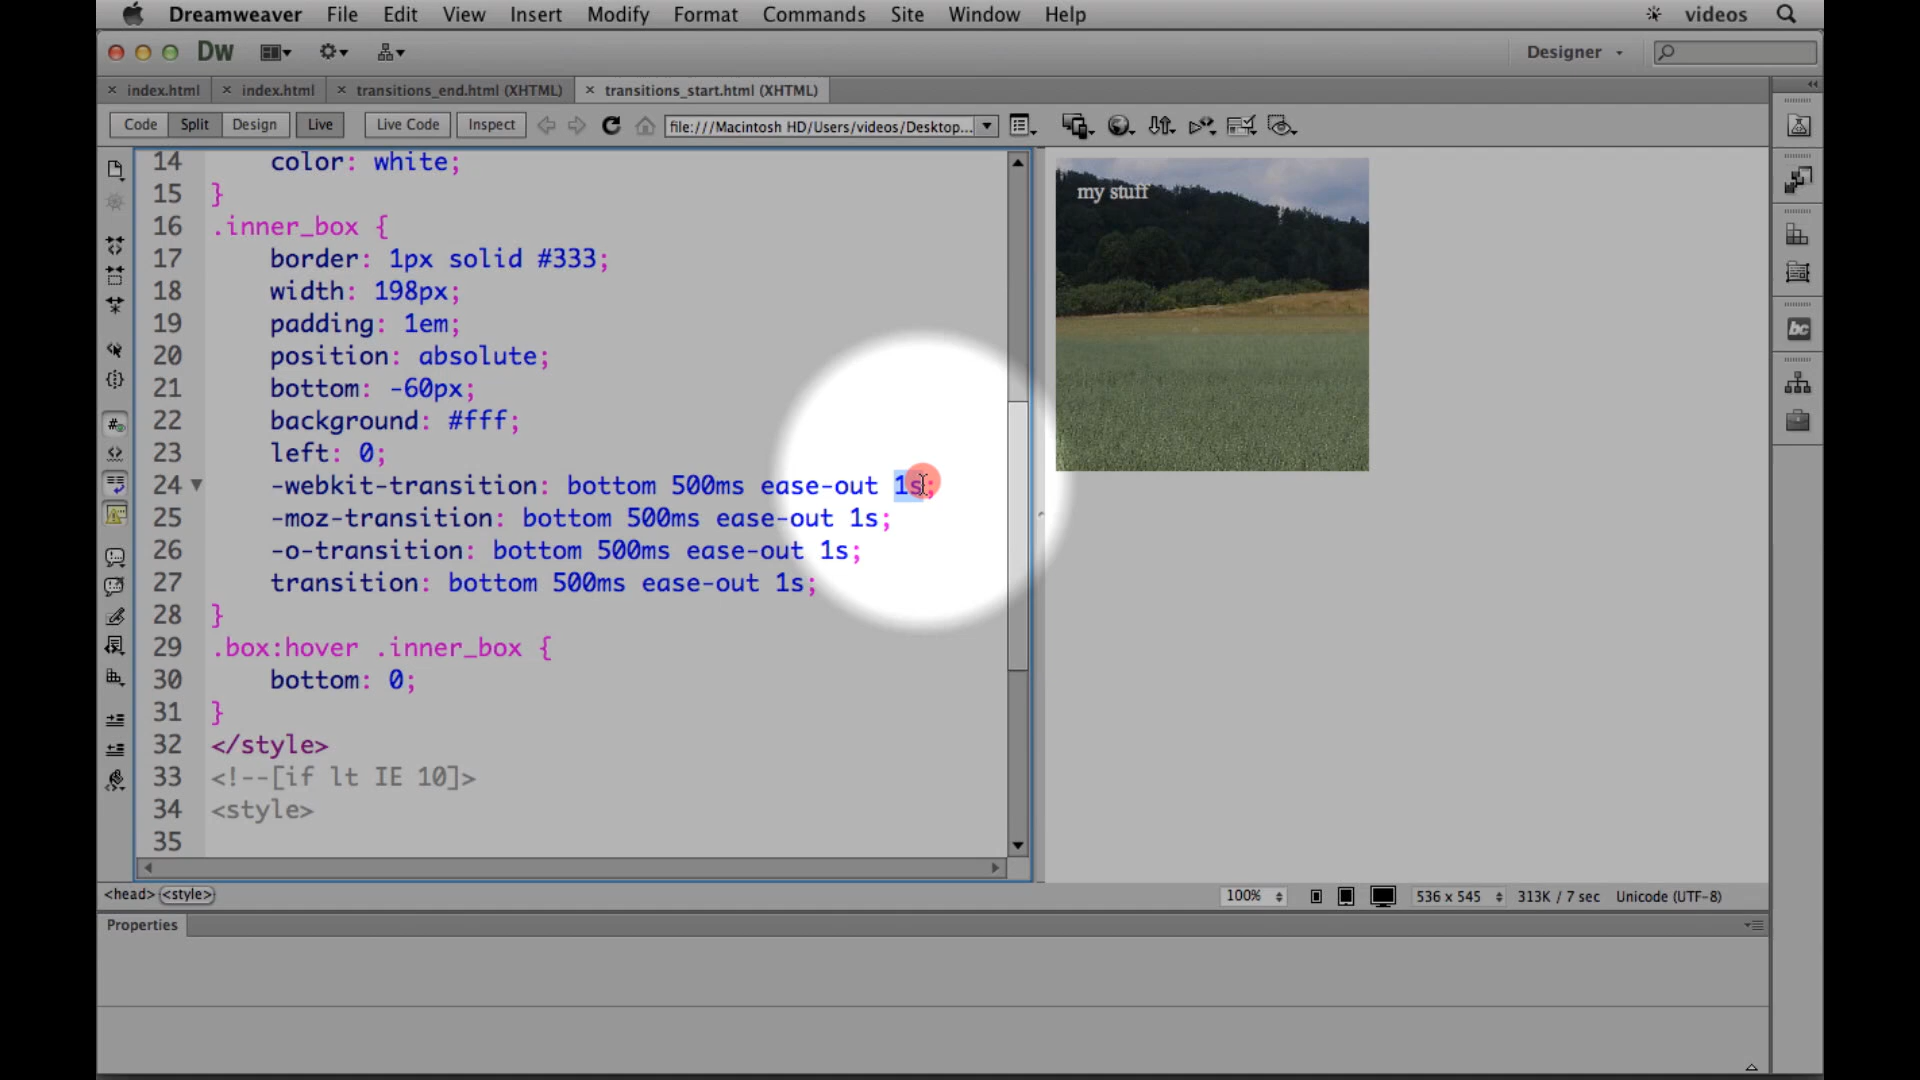 Dreamweaver File Edit View Insert Modify Format Commands Site Window Help videos
Dw Designer
index.html index.html transitions_end.html (XHTML) transitions_start.html (XHTML)
Code Split Design Live Live Code Inspect file:///Macintosh HD/Users/videos/Desktop...
14 color: white;
15 }
16 .inner_box {
17 border: 1px solid #333;
18 width: 198px;
19 padding: 1em;
20 position: absolute;
21 bottom: -60px;
22 background: #fff;
23 left: 0;
24 -webkit-transition: bottom 500ms ease-out 1s;
25 -moz-transition: bottom 500ms ease-out 1s;
26 -o-transition: bottom 500ms ease-out 1s;
27 transition: bottom 500ms ease-out 1s;
28 }
29 .box:hover .inner_box {
30 bottom: 0;
31 }
32 </style>
33 <!--[if lt IE 10]>
34 <style>
35
my stuff
bc
<head> <style> 100% 536 x 545 313K / 7 sec Unicode (UTF-8)
Properties